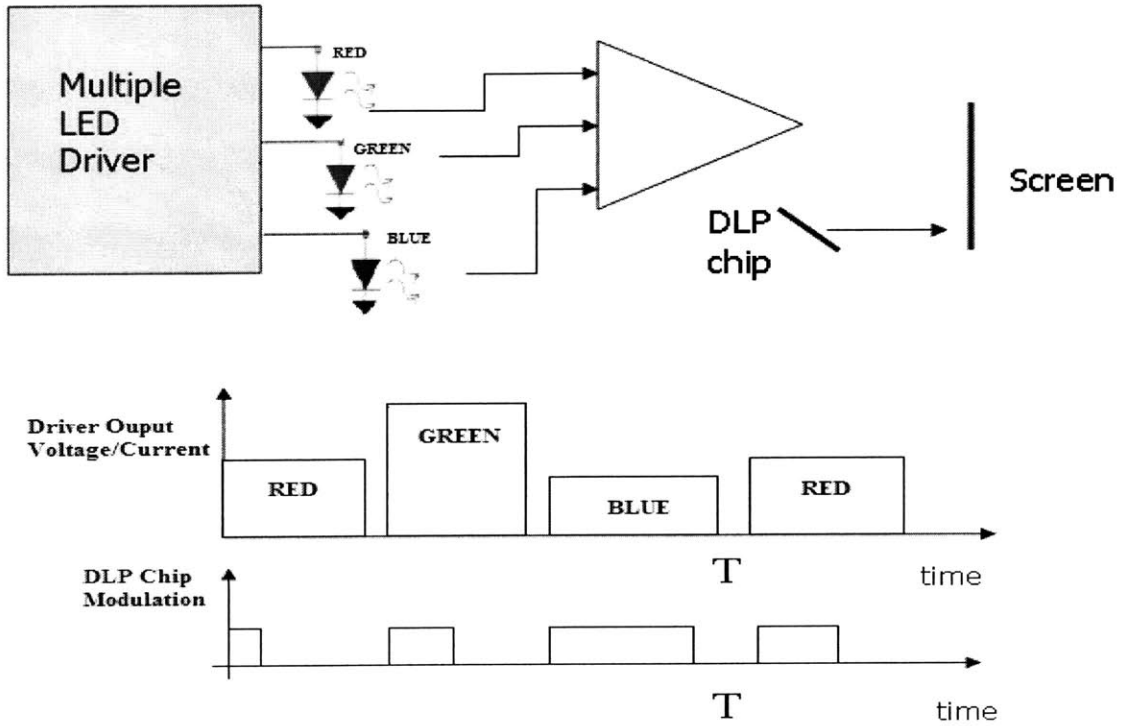 Multiple
LED
Driver
RED
GREEN
BLUE
DLP
chip
Screen
Driver Ouput
Voltage/Current
RED
GREEN
BLUE
RED
T
time
DLP Chip
Modulation
T
time